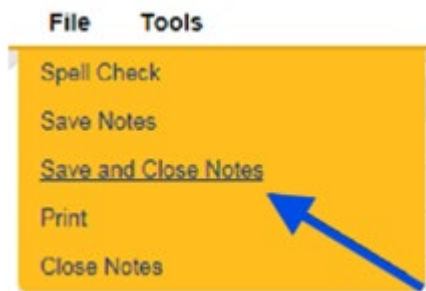 File Tools
Spell Check
Save Notes
Save and Close Notes
Print
Close Notes